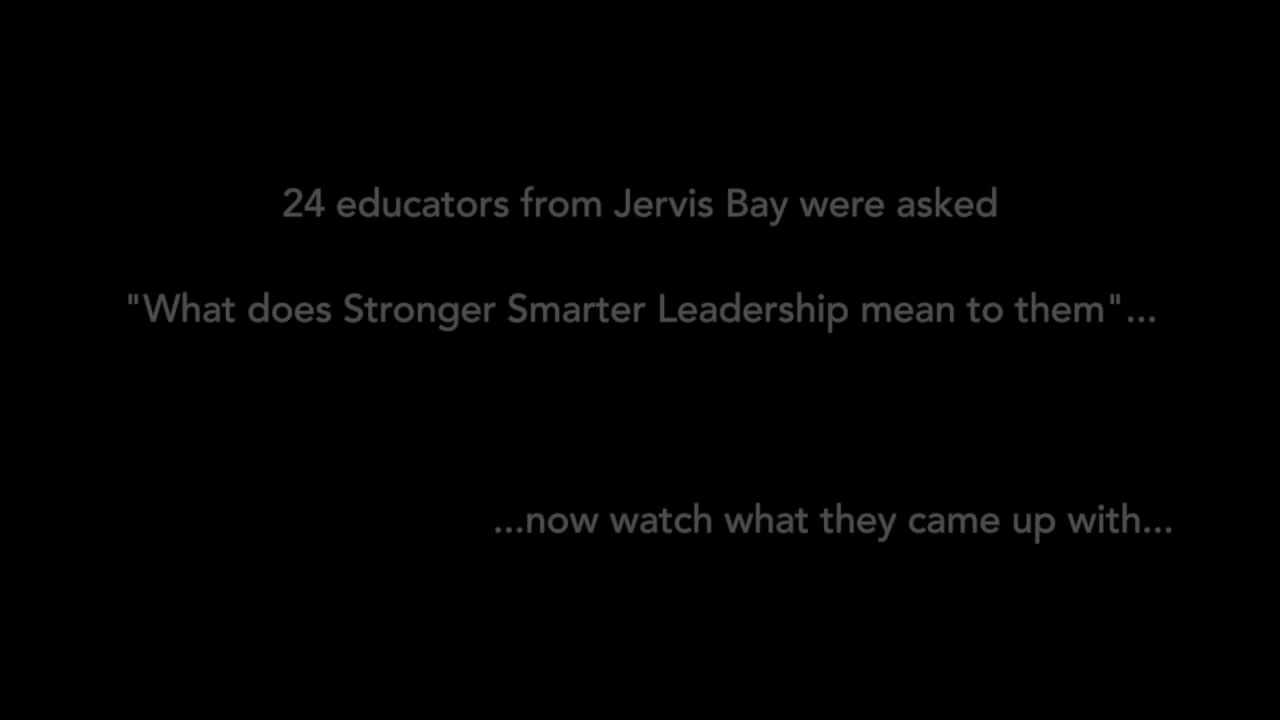 24 educators from Jervis Bay were asked
"What does Stronger Smarter Leadership mean to them"...
...now watch what they came up with...